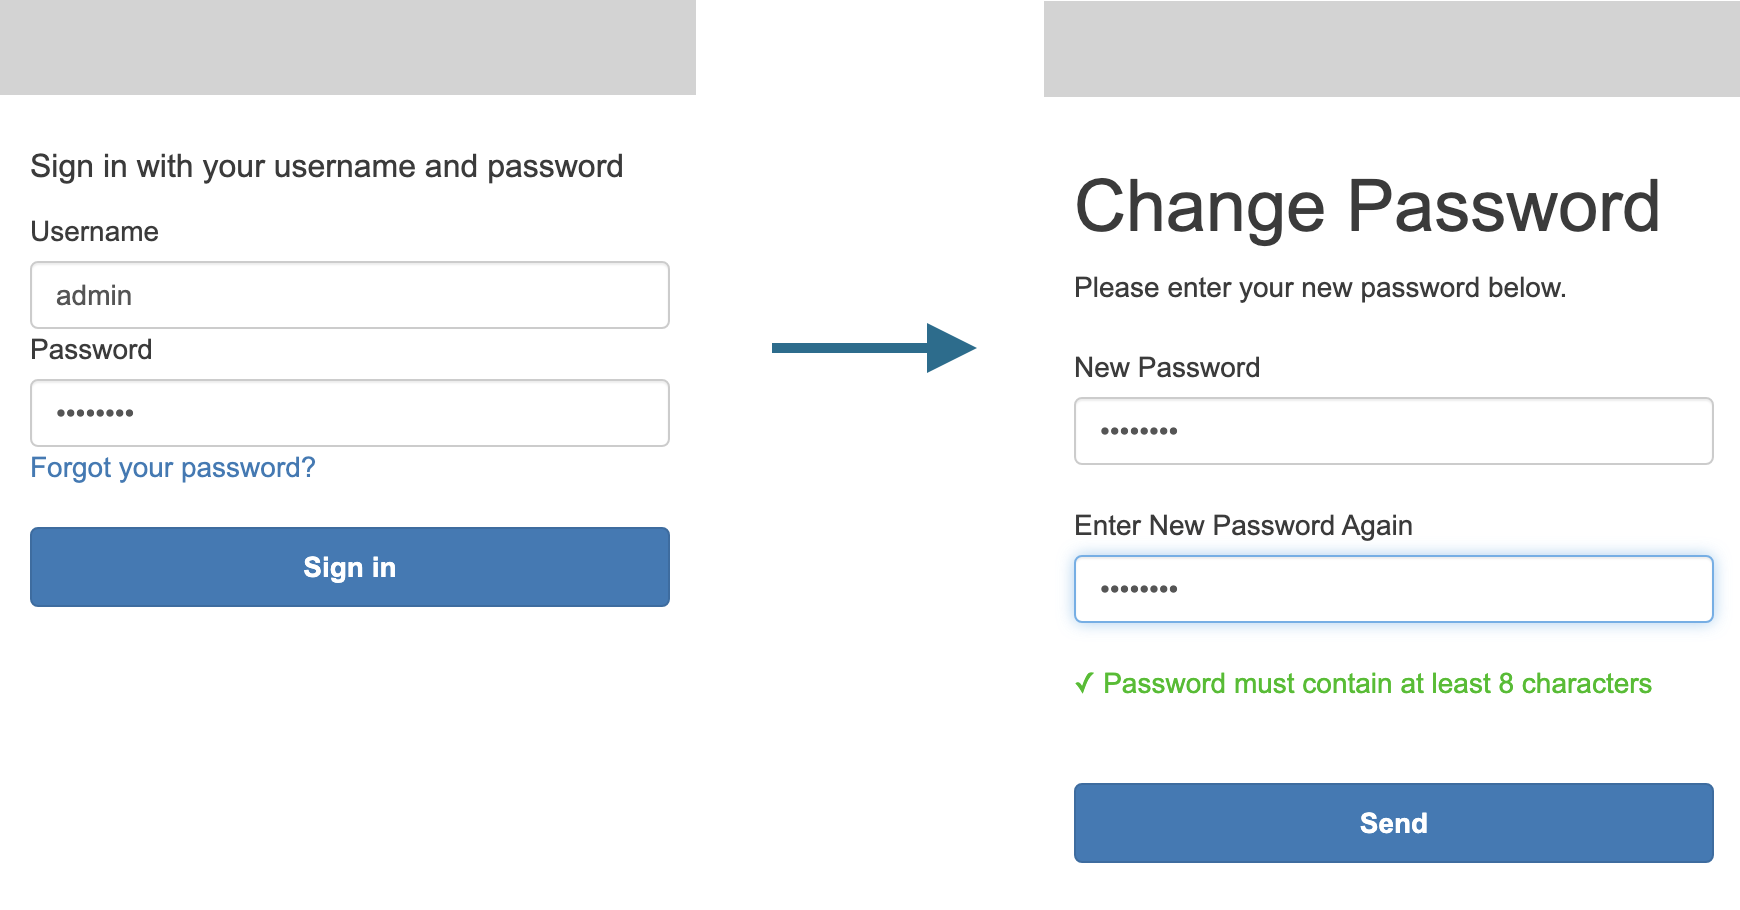 Sign in with your username and password
Username
admin
Password
••••••••
Forgot your password?
Sign in
Change Password
Please enter your new password below.
New Password
••••••••
Enter New Password Again
••••••••
✓ Password must contain at least 8 characters
Send